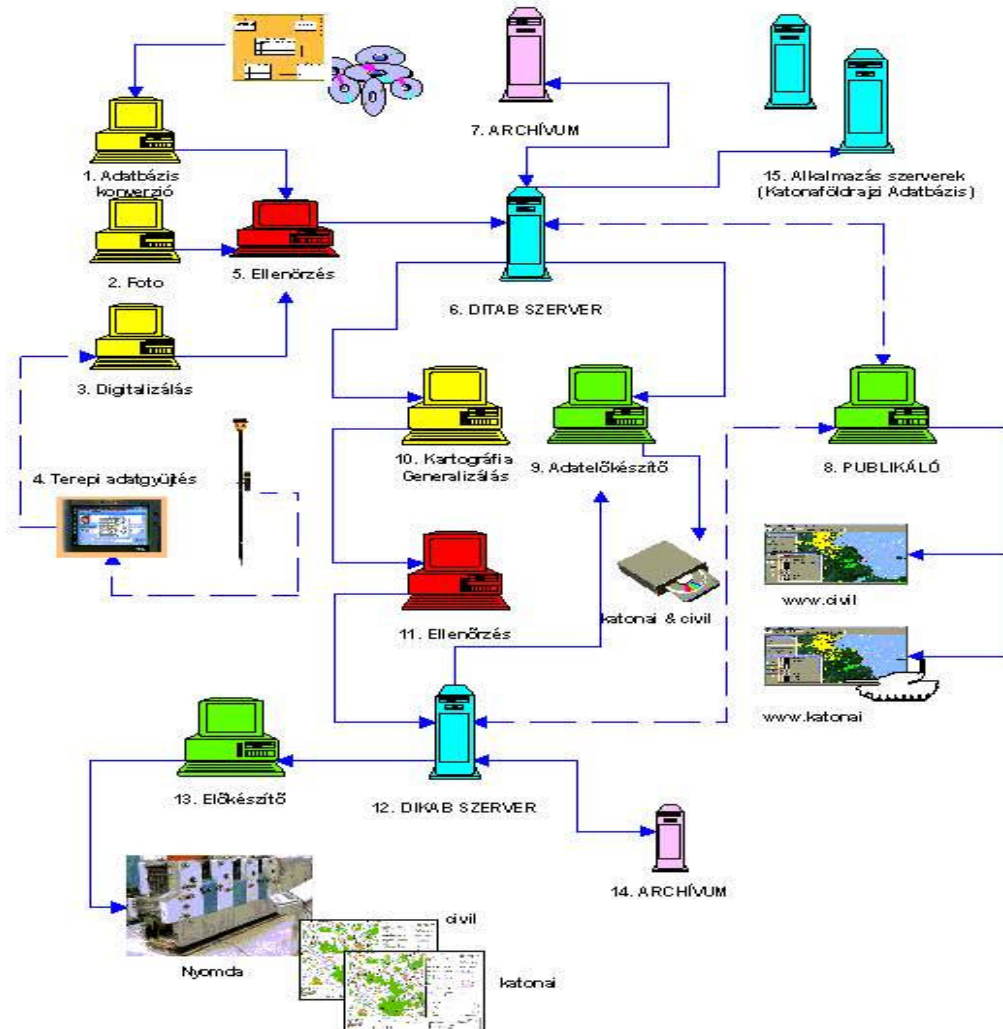 7. ARCHÍVUM
1. Adatbázis
konverzió
15. Alkalmazás szerverek
(Katonaföldrajzi Adatbázis)
2. Foto
5. Ellenőrzés
6. DITAB SZERVER
3. Digitalizálás
4. Terepi adatgyüjtés
10. Kartográfia
Generalizálás
9. Adatelőkészítő
8. PUBLIKÁLÓ
www.civil
katonai & civil
11. Ellenőrzés
www.katonai
13. Előkészítő
12. DIKAB SZERVER
14. ARCHÍVUM
civil
Nyomda
katonai